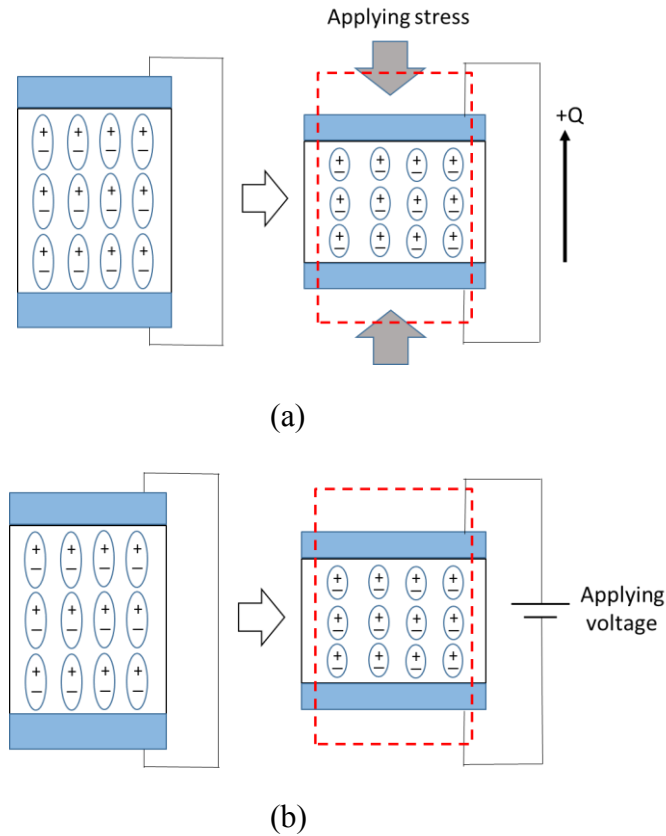 Applying stress
+Q
+ + + +
− − − −
+ + + +
− − − −
+ + + +
− − − −
+ + + +
− − − −
+ + + +
− − − −
+ + + +
− − − −
(a)
+ + + +
− − − −
+ + + +
− − − −
+ + + +
− − − −
+ + + +
− − − −
+ + + +
− − − −
+ + + +
− − − −
Applying
voltage
(b)